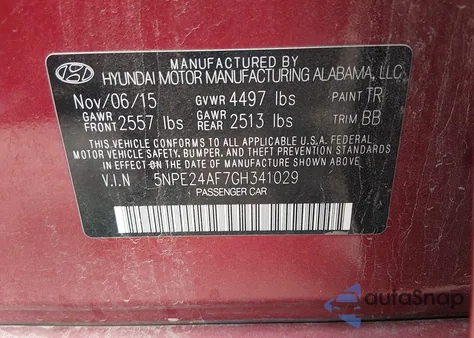 MANUFACTURED BY
HYUNDAI MOTOR MANUFACTURING ALABAMA, LLC
Nov/06/15 GVWR 4497 lbs PAINT TR
GAWR FRONT 2557 lbs GAWR REAR 2513 lbs TRIM BB
THIS VEHICLE CONFORMS TO ALL APPLICABLE U.S.A. FEDERAL
MOTOR VEHICLE SAFETY, BUMPER, AND THEFT PREVENTION STANDARDS
IN EFFECT ON THE DATE OF MANUFACTURE SHOWN ABOVE.
V.I.N 5NPE24AF7GH341029
PASSENGER CAR
autoSnap